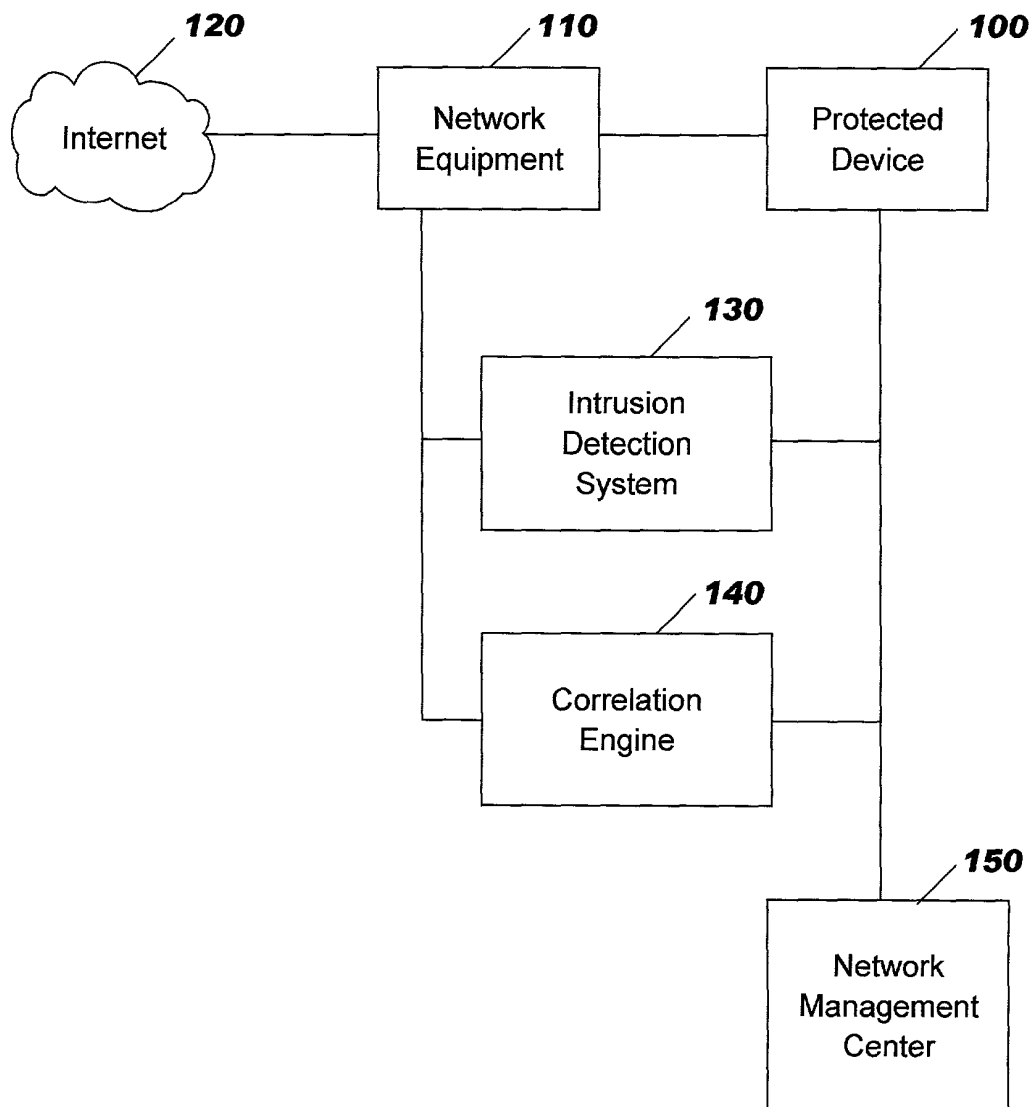 120
110
100
Internet
Network
Equipment
Protected
Device
130
Intrusion
Detection
System
140
Correlation
Engine
150
Network
Management
Center